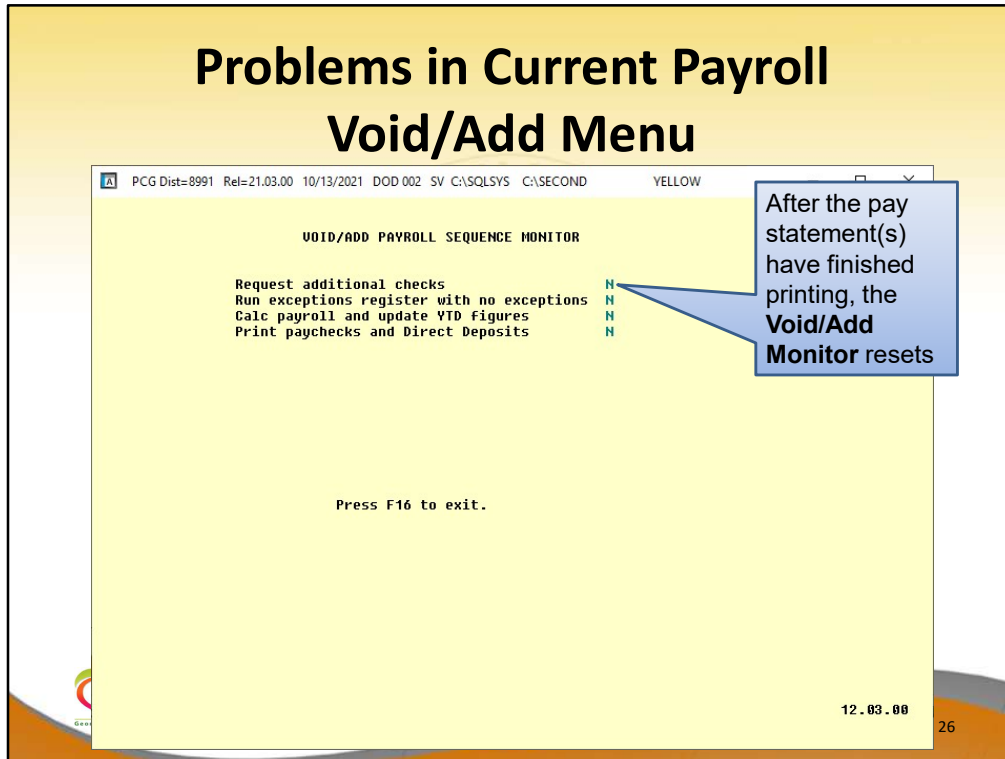 Problems in Current Payroll
Void/Add Menu
PCG Dist=8991 Rel=21.03.00 10/13/2021 DOD 002 SV C:\SQLSYS C:\SECOND YELLOW
VOID/ADD PAYROLL SEQUENCE MONITOR
Request additional checks N
Run exceptions register with no exceptions N
Calc payroll and update YTD figures N
Print paychecks and Direct Deposits N
After the pay
statement(s)
have finished
printing, the
Void/Add
Monitor resets
Press F16 to exit.
12.03.00
26